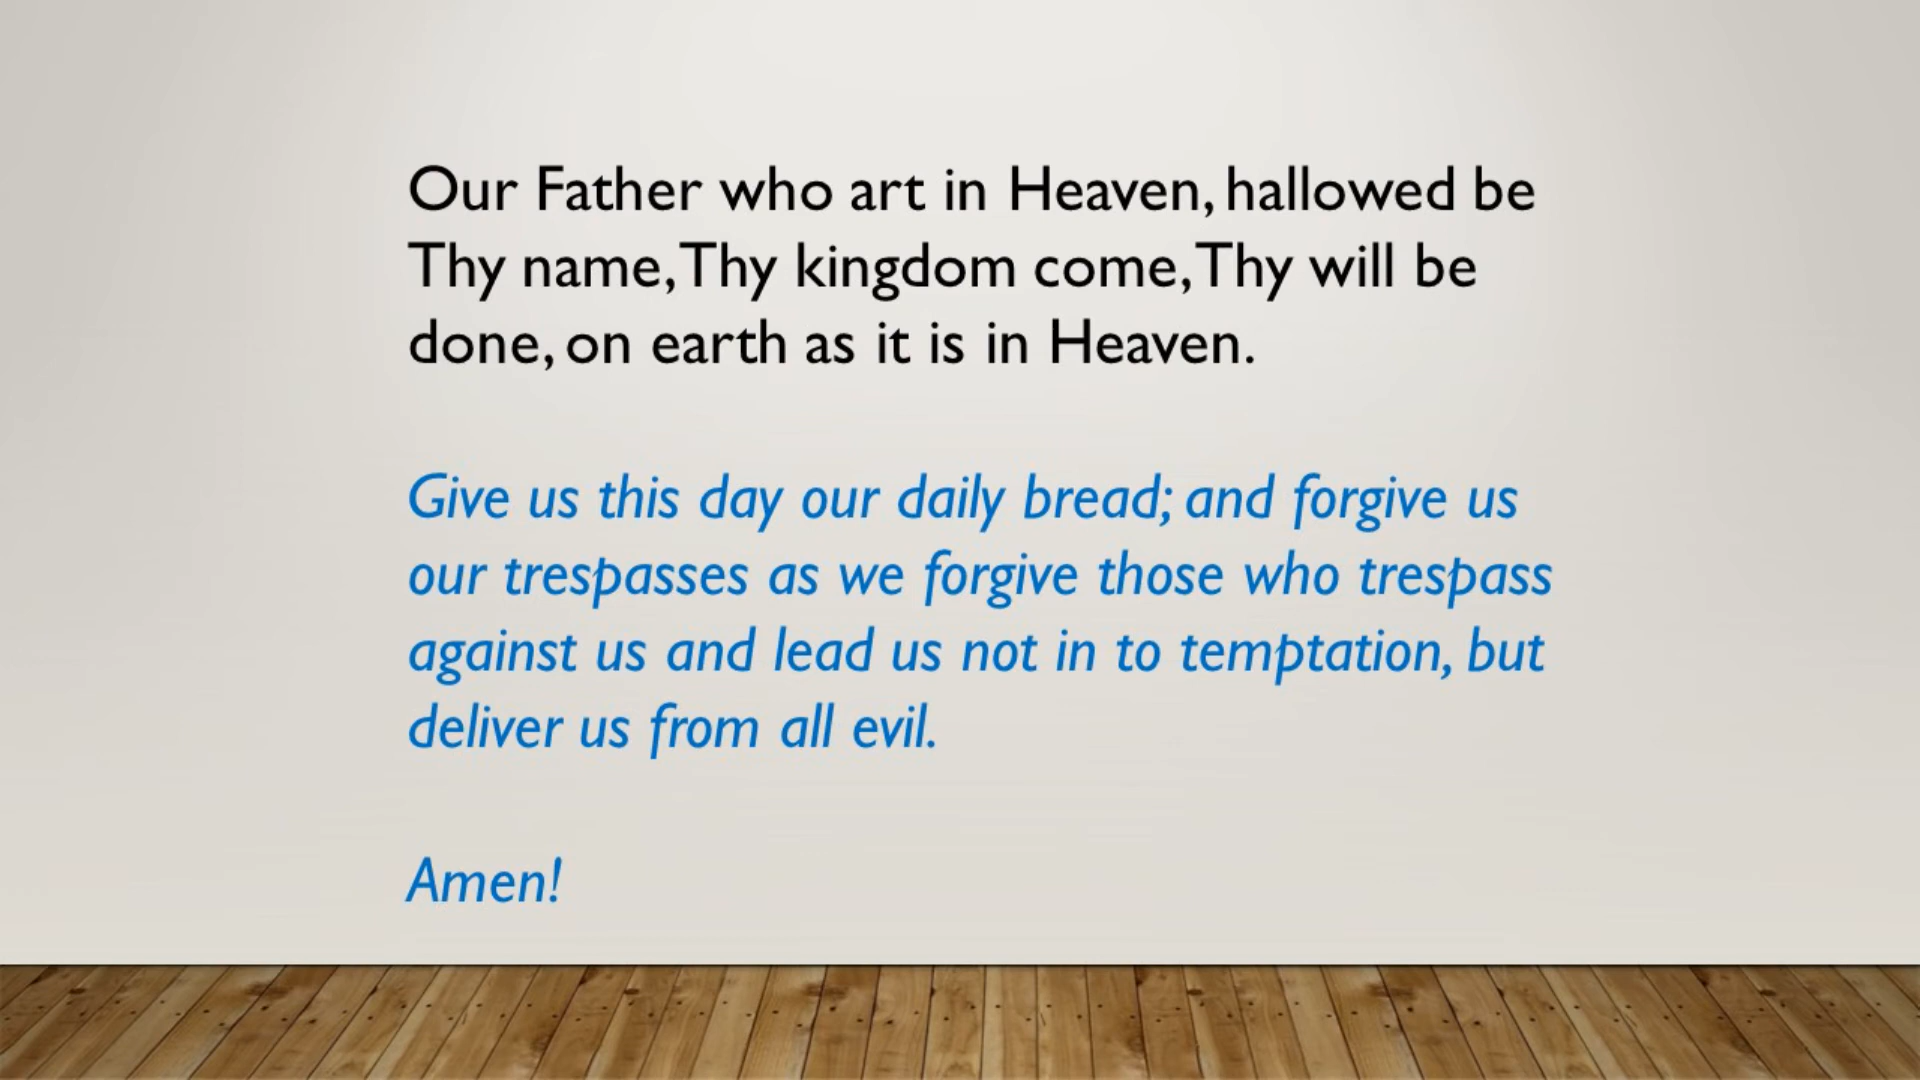 Our Father who art in Heaven, hallowed be
Thy name, Thy kingdom come, Thy will be
done, on earth as it is in Heaven.
Give us this day our daily bread; and forgive us
our trespasses as we forgive those who trespass
against us and lead us not in to temptation, but
deliver us from all evil.
Amen!